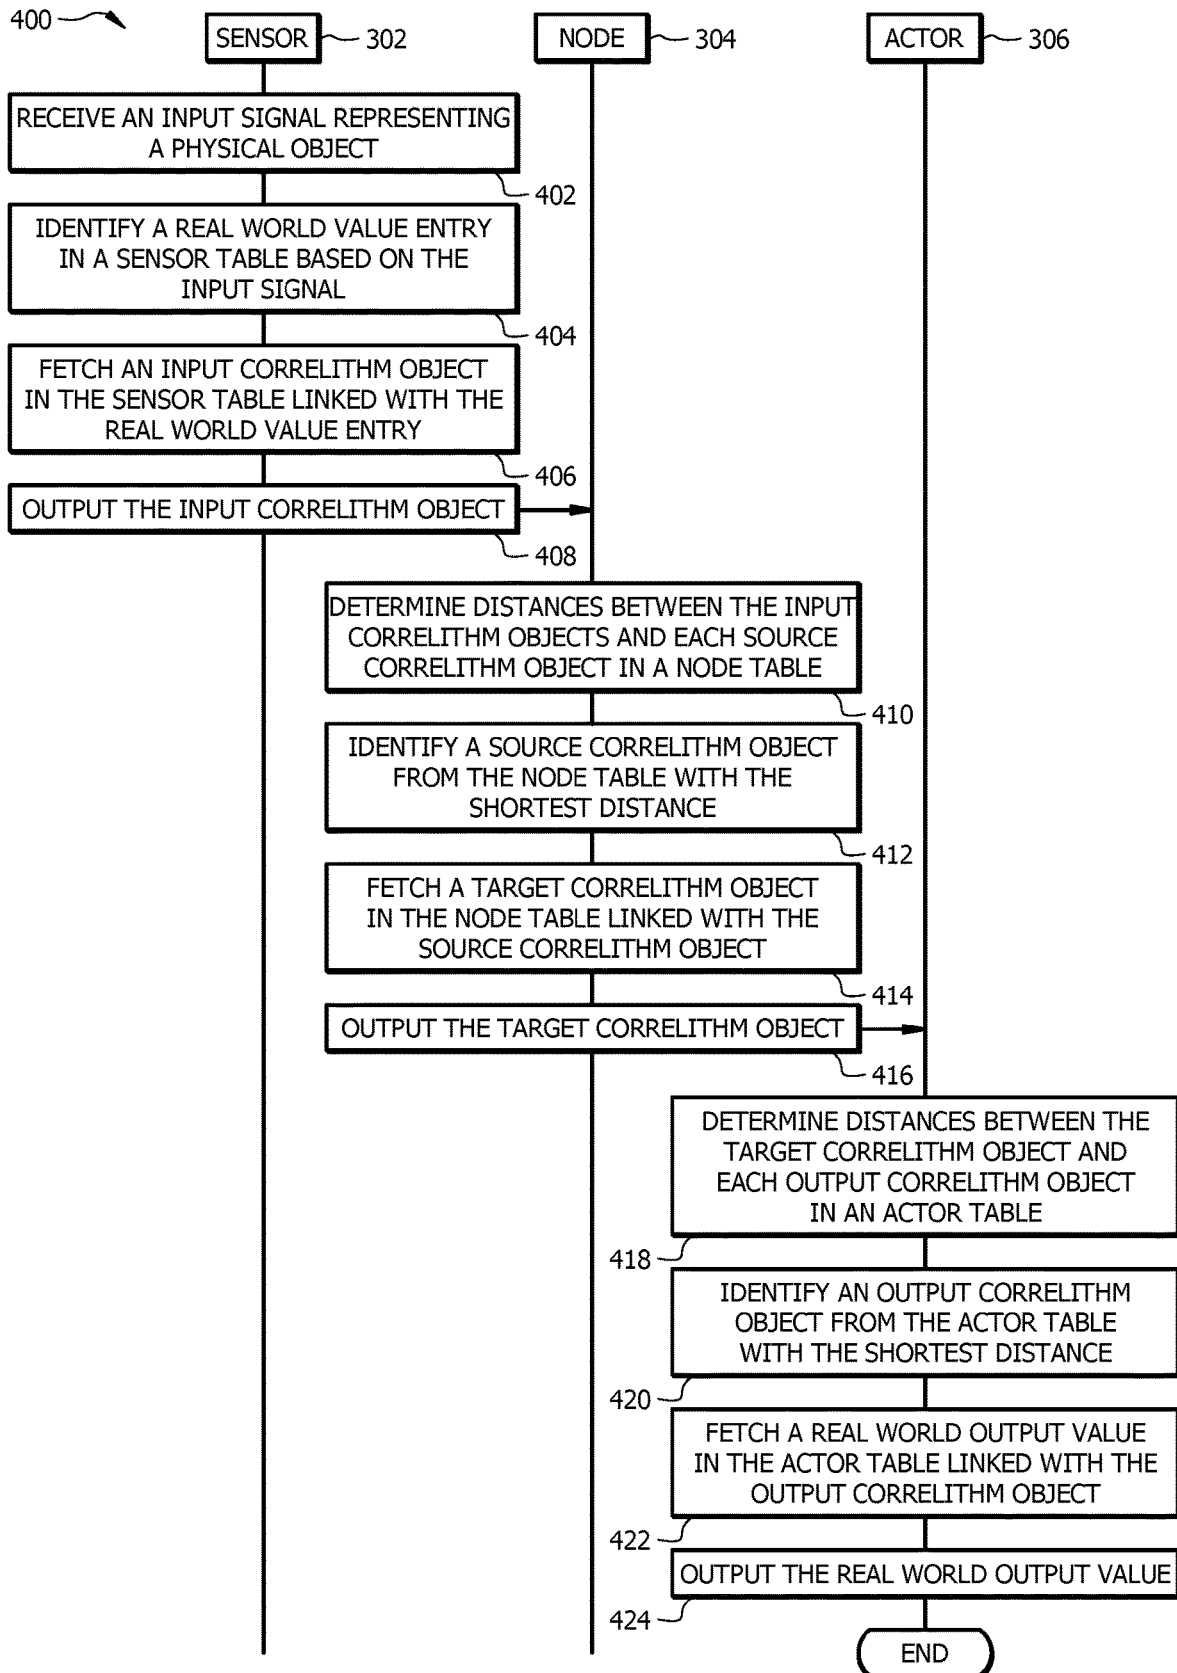 400
SENSOR 302
NODE 304
ACTOR 306
RECEIVE AN INPUT SIGNAL REPRESENTING
A PHYSICAL OBJECT
402
IDENTIFY A REAL WORLD VALUE ENTRY
IN A SENSOR TABLE BASED ON THE
INPUT SIGNAL
404
FETCH AN INPUT CORRELITHM OBJECT
IN THE SENSOR TABLE LINKED WITH THE
REAL WORLD VALUE ENTRY
406
OUTPUT THE INPUT CORRELITHM OBJECT
408
DETERMINE DISTANCES BETWEEN THE INPUT
CORRELITHM OBJECTS AND EACH SOURCE
CORRELITHM OBJECT IN A NODE TABLE
410
IDENTIFY A SOURCE CORRELITHM OBJECT
FROM THE NODE TABLE WITH THE
SHORTEST DISTANCE
412
FETCH A TARGET CORRELITHM OBJECT
IN THE NODE TABLE LINKED WITH THE
SOURCE CORRELITHM OBJECT
414
OUTPUT THE TARGET CORRELITHM OBJECT
416
DETERMINE DISTANCES BETWEEN THE
TARGET CORRELITHM OBJECT AND
EACH OUTPUT CORRELITHM OBJECT
IN AN ACTOR TABLE
418
IDENTIFY AN OUTPUT CORRELITHM
OBJECT FROM THE ACTOR TABLE
WITH THE SHORTEST DISTANCE
420
FETCH A REAL WORLD OUTPUT VALUE
IN THE ACTOR TABLE LINKED WITH THE
OUTPUT CORRELITHM OBJECT
422
OUTPUT THE REAL WORLD OUTPUT VALUE
424
END